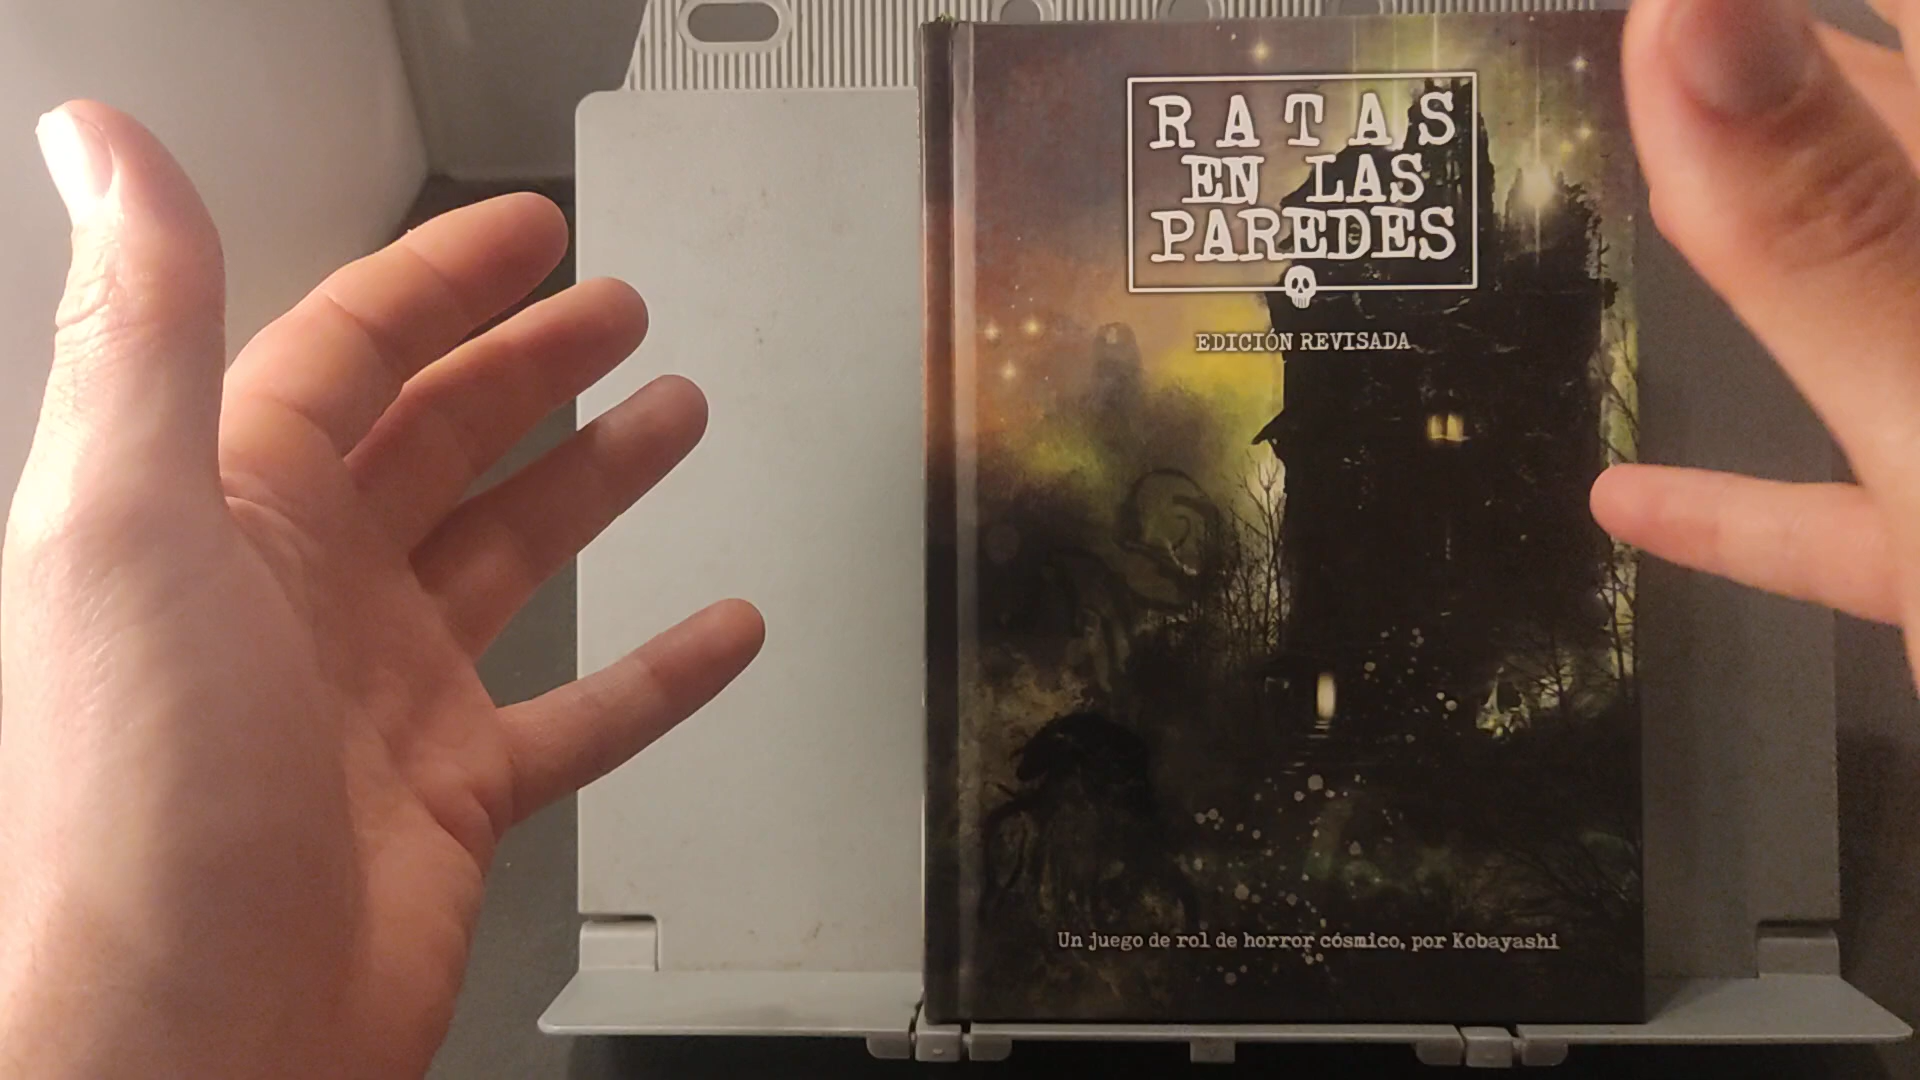 RATAS
EN LAS
PAREDES
EDICIÓN REVISADA
Un juego de rol de horror cósmico, por Kobayashi